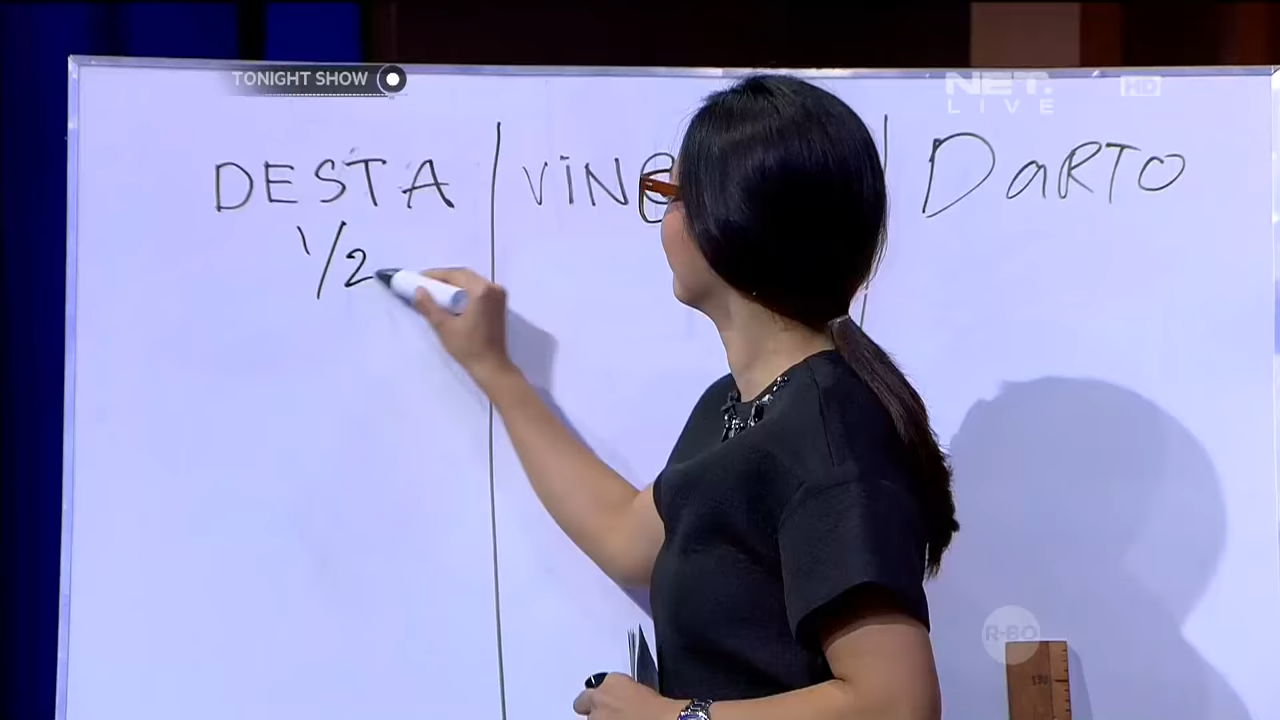 TONIGHT SHOW
NET.
LIVE
HD
DESTA
DaRTO
1/2
R-BO